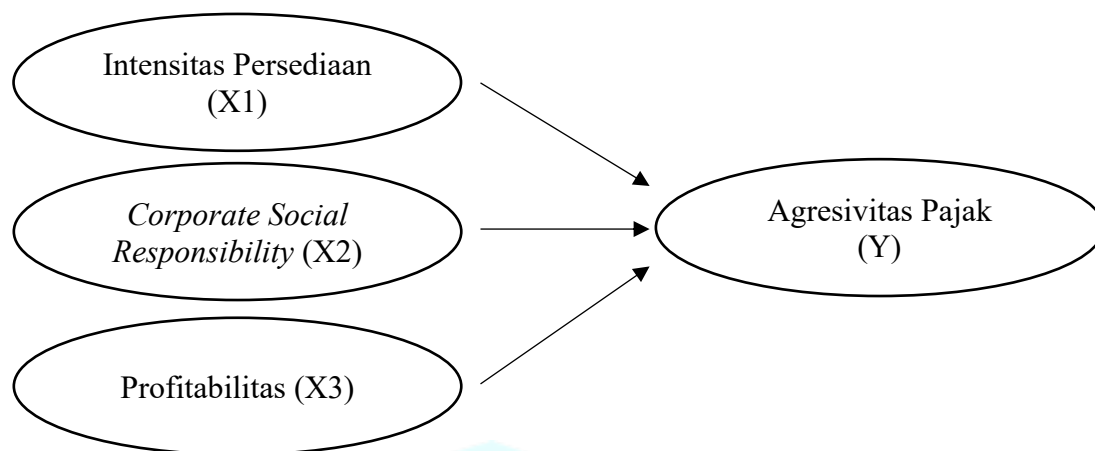 Intensitas Persediaan
(X1)
Corporate Social
Responsibility (X2)
Profitabilitas (X3)
Agresivitas Pajak
(Y)